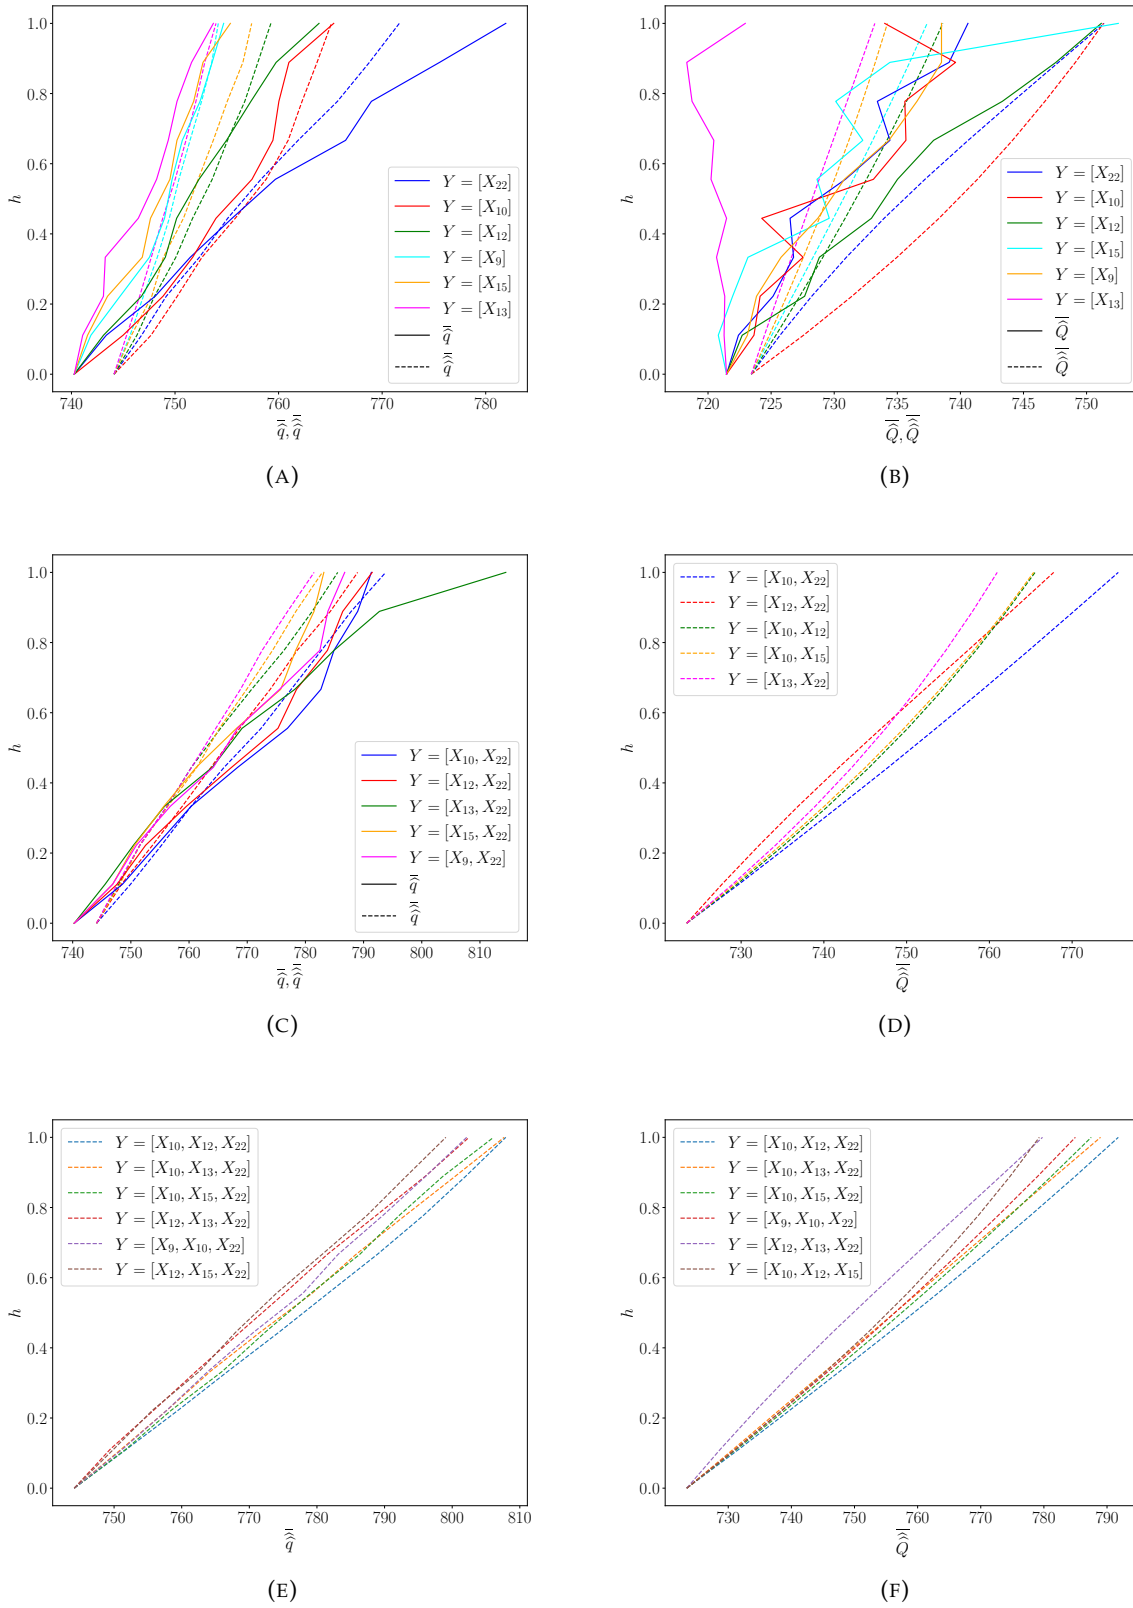 1.0
0.8
0.6
0.4
0.2
0.0
h
740
750
760
770
780
Y = [X₂₂]
Y = [X₁₀]
Y = [X₁₂]
Y = [X₉]
Y = [X₁₅]
Y = [X₁₃]
q̂̅
q̂̂̅
q̂̅, q̂̂̅
(A)
1.0
0.8
0.6
0.4
0.2
0.0
h
720
725
730
735
740
745
750
Y = [X₂₂]
Y = [X₁₀]
Y = [X₁₂]
Y = [X₁₅]
Y = [X₉]
Y = [X₁₃]
Q̂̅
Q̂̂̅
Q̂̅, Q̂̂̅
(B)
1.0
0.8
0.6
0.4
0.2
0.0
h
740
750
760
770
780
790
800
810
Y = [X₁₀, X₂₂]
Y = [X₁₂, X₂₂]
Y = [X₁₃, X₂₂]
Y = [X₁₅, X₂₂]
Y = [X₉, X₂₂]
q̂̅
q̂̂̅
q̂̅, q̂̂̅
(C)
1.0
0.8
0.6
0.4
0.2
0.0
h
730
740
750
760
770
Y = [X₁₀, X₂₂]
Y = [X₁₂, X₂₂]
Y = [X₁₀, X₁₂]
Y = [X₁₀, X₁₅]
Y = [X₁₃, X₂₂]
Q̂̂̅
(D)
1.0
0.8
0.6
0.4
0.2
0.0
h
750
760
770
780
790
800
810
Y = [X₁₀, X₁₂, X₂₂]
Y = [X₁₀, X₁₃, X₂₂]
Y = [X₁₀, X₁₅, X₂₂]
Y = [X₁₂, X₁₃, X₂₂]
Y = [X₉, X₁₀, X₂₂]
Y = [X₁₂, X₁₅, X₂₂]
q̂̂̅
(E)
1.0
0.8
0.6
0.4
0.2
0.0
h
730
740
750
760
770
780
790
Y = [X₁₀, X₁₂, X₂₂]
Y = [X₁₀, X₁₃, X₂₂]
Y = [X₁₀, X₁₅, X₂₂]
Y = [X₉, X₁₀, X₂₂]
Y = [X₁₂, X₁₃, X₂₂]
Y = [X₁₀, X₁₂, X₁₅]
Q̂̂̅
(F)